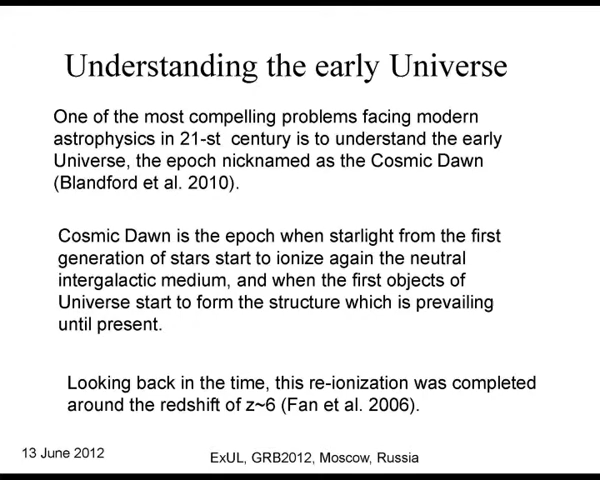 Understanding the early Universe
One of the most compelling problems facing modern
astrophysics in 21-st century is to understand the early
Universe, the epoch nicknamed as the Cosmic Dawn
(Blandford et al. 2010).
Cosmic Dawn is the epoch when starlight from the first
generation of stars start to ionize again the neutral
intergalactic medium, and when the first objects of
Universe start to form the structure which is prevailing
until present.
Looking back in the time, this re-ionization was completed
around the redshift of z~6 (Fan et al. 2006).
13 June 2012
ExUL, GRB2012, Moscow, Russia